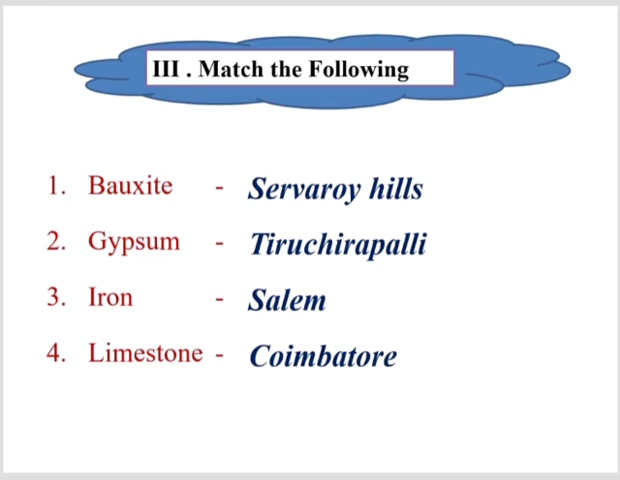 III . Match the Following
1. Bauxite - Servaroy hills
2. Gypsum - Tiruchirapalli
3. Iron - Salem
4. Limestone - Coimbatore